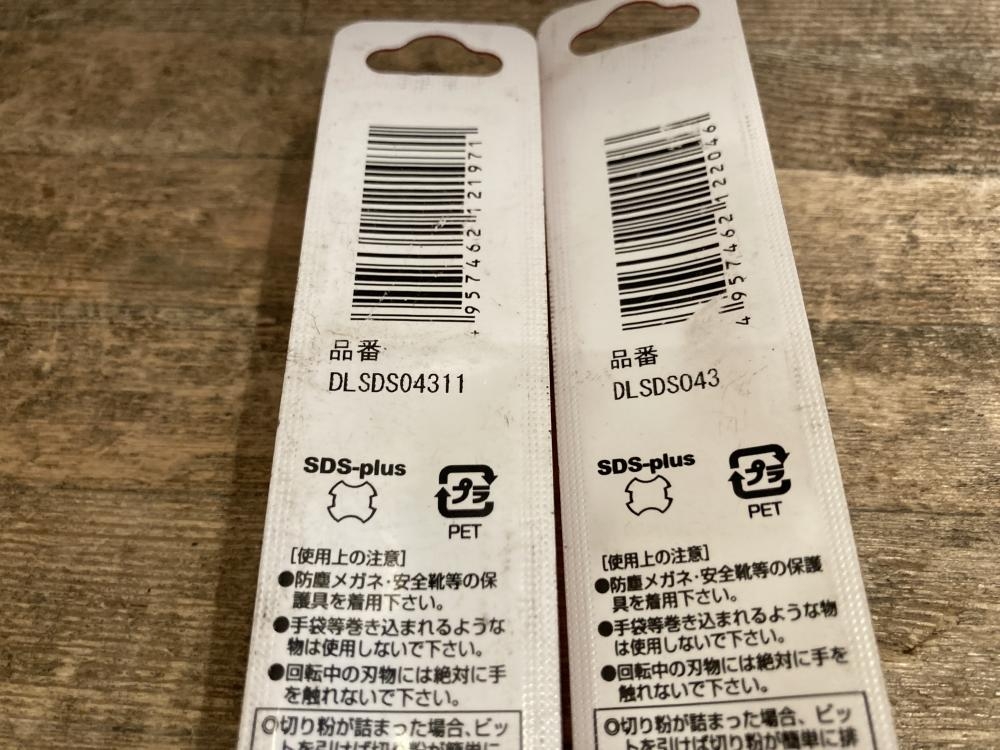 4957462121971
品番
DLSDS04311
SDS-plus
プラ
PET
[使用上の注意]
●防塵メガネ・安全靴等の保
護具を着用下さい。
●手袋等巻き込まれるような
物は使用しないで下さい。
●回転中の刃物には絶対に手
を触れないで下さい。
◎切り粉が詰まった場合、ビッ
トを引けば切り粉が簡単に
4957462122046
品番
DLSDS043
SDS-plus
プラ
PET
[使用上の注意]
●防塵メガネ・安全靴等の保護
具を着用下さい。
●手袋等巻き込まれるような物
は使用しないで下さい。
●回転中の刃物には絶対に手を
触れないで下さい。
◎切り粉が詰まった場合、ビッ
トを引けば切り粉が簡単に排